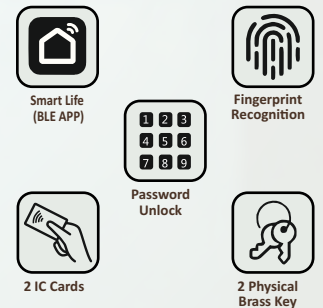 Smart Life
(BLE APP)
Fingerprint
Recognition
1 2 3
4 5 6
7 8 9
Password
Unlock
2 IC Cards
2 Physical
Brass Key